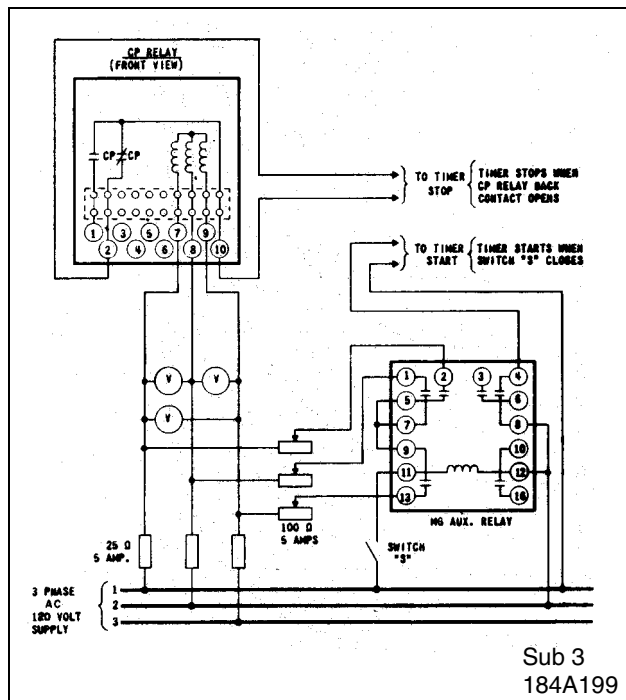 CP RELAY
(FRONT VIEW)
CP CP
1 3 5 7 9
2 4 6 8 10
TO TIMER STOP
TIMER STOPS WHEN
CP RELAY BACK
CONTACT OPENS
TO TIMER START
TIMER STARTS WHEN
SWITCH "S" CLOSES
V V
V
1 2 3 4
5 6
7 8
9 10
11 12
13 16
MG AUX. RELAY
100 Ω
5 AMPS
25 Ω
5 AMP.
SWITCH
"S"
3 PHASE
AC
120 VOLT
SUPPLY
1
2
3
Sub 3
184A199